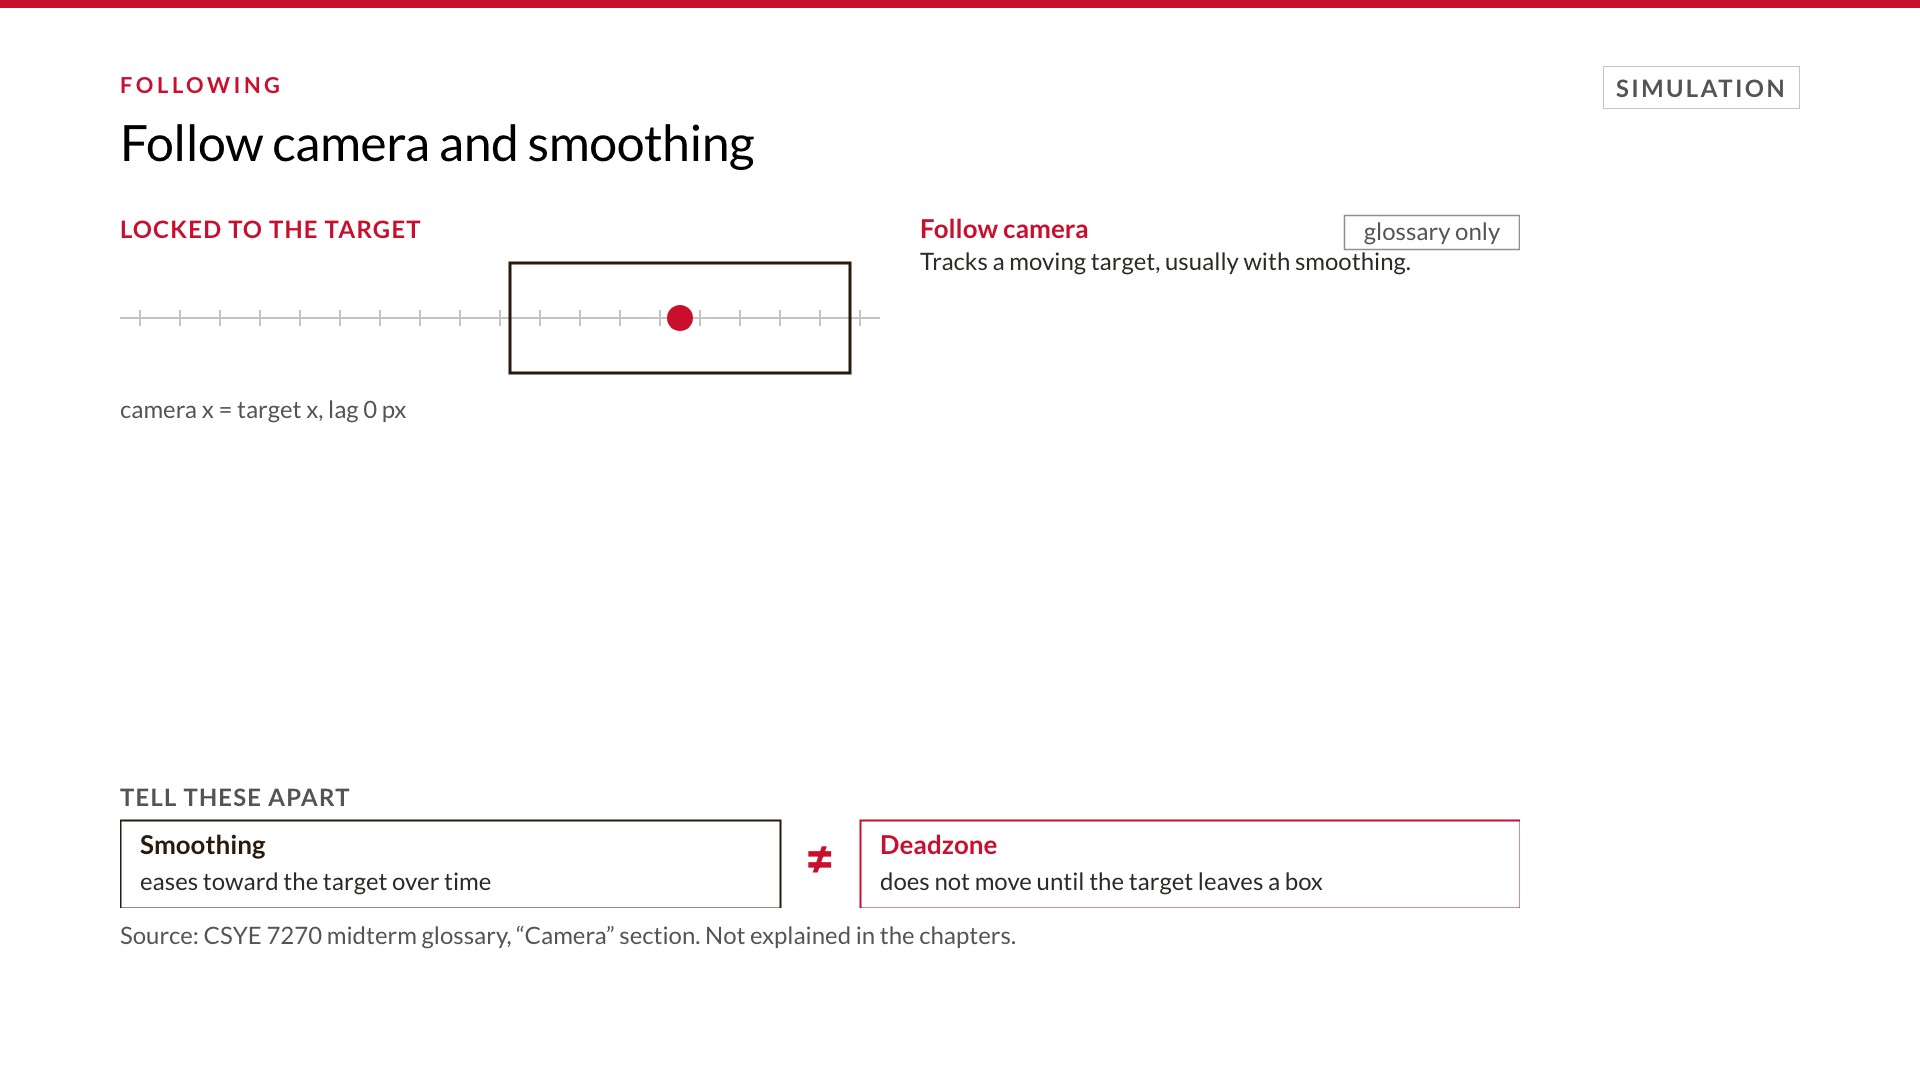 FOLLOWING
SIMULATION
Follow camera and smoothing
LOCKED TO THE TARGET
camera x = target x, lag 0 px
Follow camera
glossary only
Tracks a moving target, usually with smoothing.
TELL THESE APART
Smoothing
eases toward the target over time
≠
Deadzone
does not move until the target leaves a box
Source: CSYE 7270 midterm glossary, “Camera” section. Not explained in the chapters.